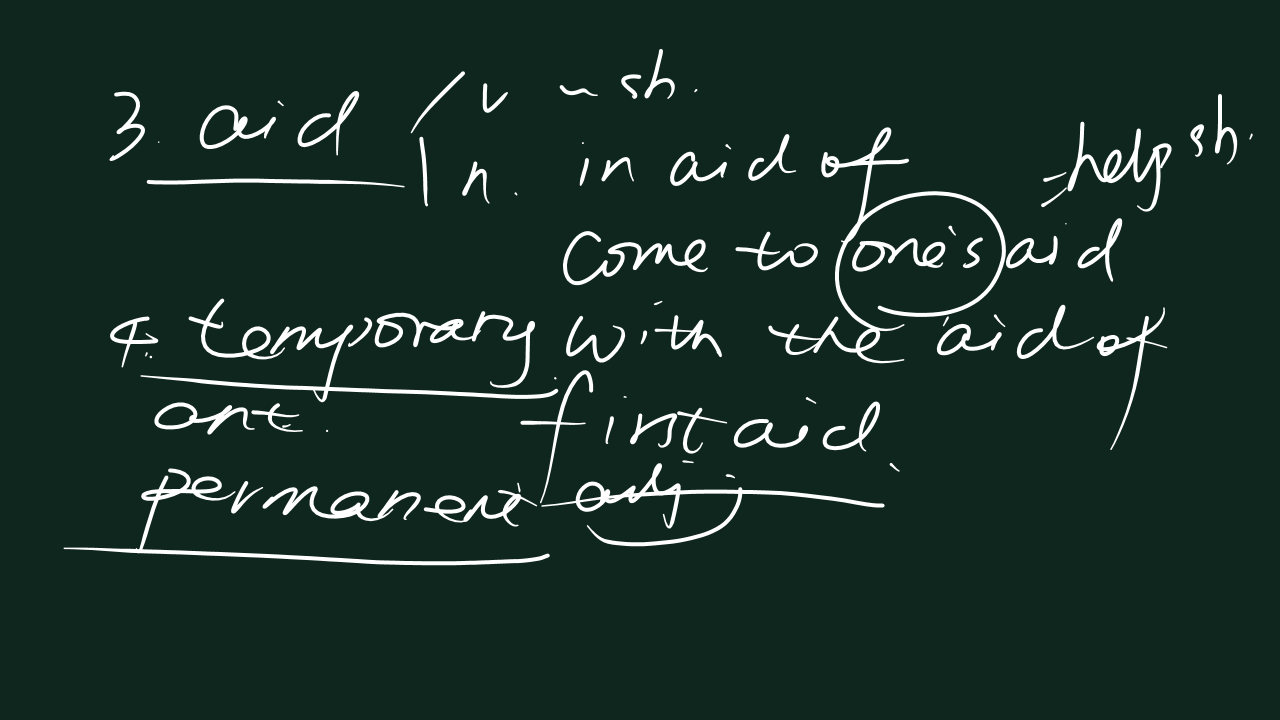 3. aid v ~ sb.
n. in aid of = help sb.
come to one's aid
4. temporary with the aid of
ant. first aid
permanent adj